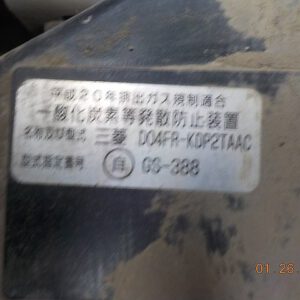 平成20年排出ガス規制適合
一酸化炭素等発散防止装置
名称及び型式 三菱 D04FR-KDP2TAAC
型式指定番号 自 GS-388
01.26